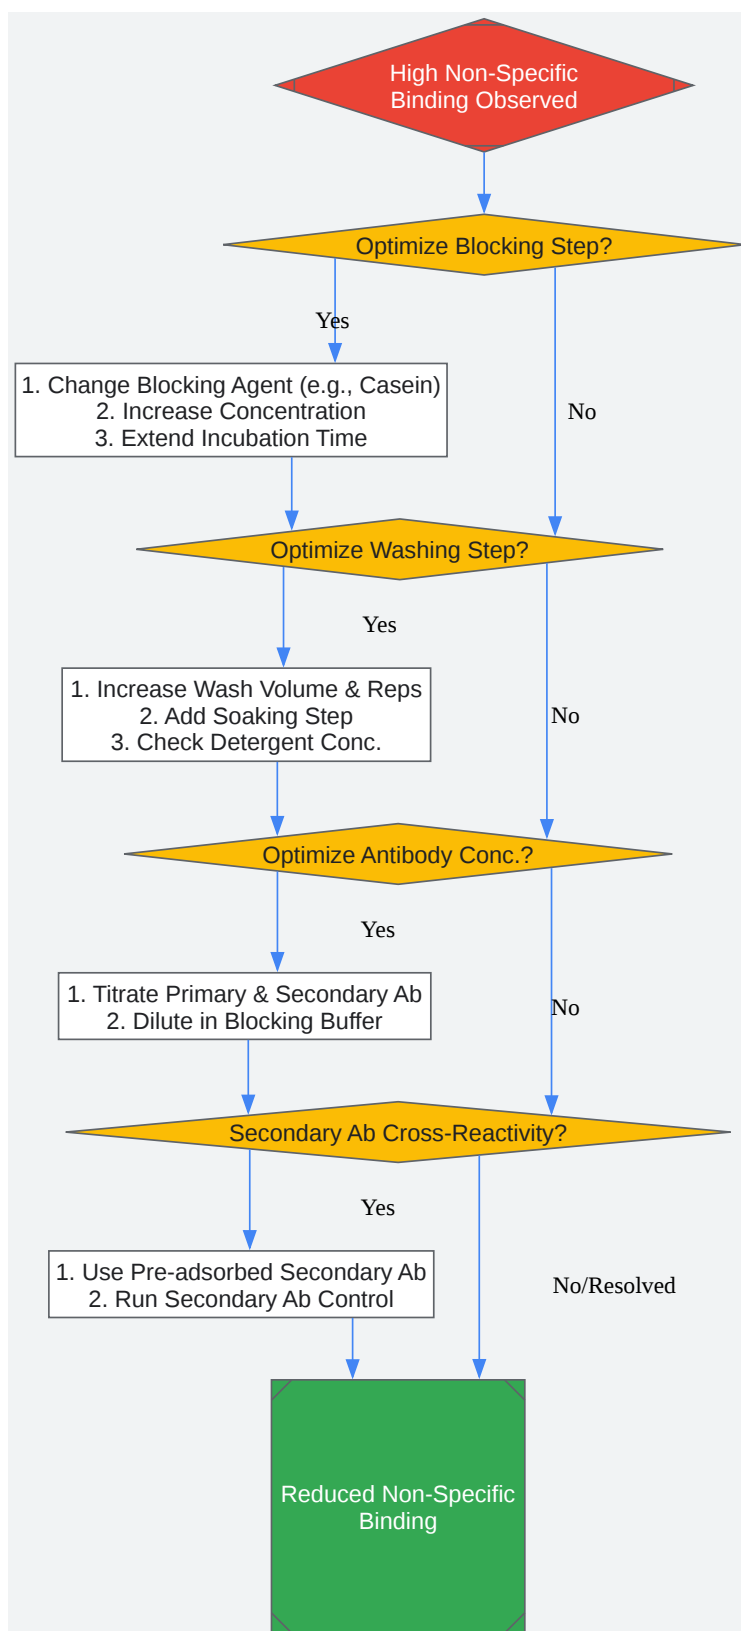 High Non-Specific
Binding Observed
Optimize Blocking Step?
Yes
1. Change Blocking Agent (e.g., Casein)
2. Increase Concentration
3. Extend Incubation Time
No
Optimize Washing Step?
Yes
1. Increase Wash Volume & Reps
2. Add Soaking Step
3. Check Detergent Conc.
No
Optimize Antibody Conc.?
Yes
1. Titrate Primary & Secondary Ab
2. Dilute in Blocking Buffer
No
Secondary Ab Cross-Reactivity?
Yes
1. Use Pre-adsorbed Secondary Ab
2. Run Secondary Ab Control
No/Resolved
Reduced Non-Specific
Binding